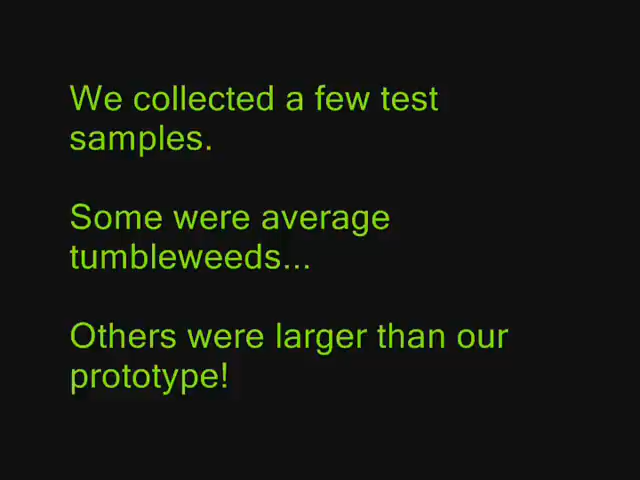 We collected a few test
samples.
Some were average
tumbleweeds...
Others were larger than our
prototype!